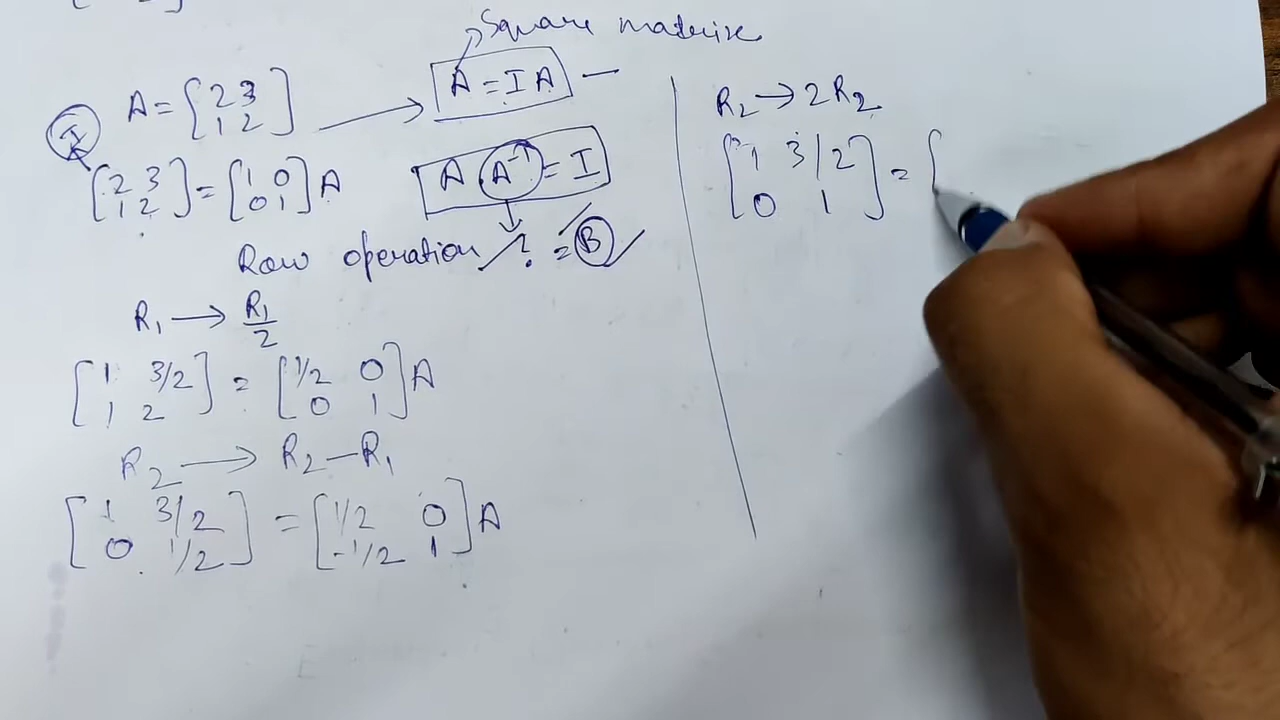 Square matrix
A = [2 3
1 2]
A = I A —
I
[2 3
1 2] = [1 0
0 1] A
A A⁻¹ = I
Row operation ? = B
R₁ → R₁/2
[1 3/2
1 2] = [1/2 0
0 1] A
R₂ → R₂ – R₁
[1 3/2
0 1/2] = [1/2 0
-1/2 1] A
R₂ → 2R₂
[1 3/2
0 1] = [